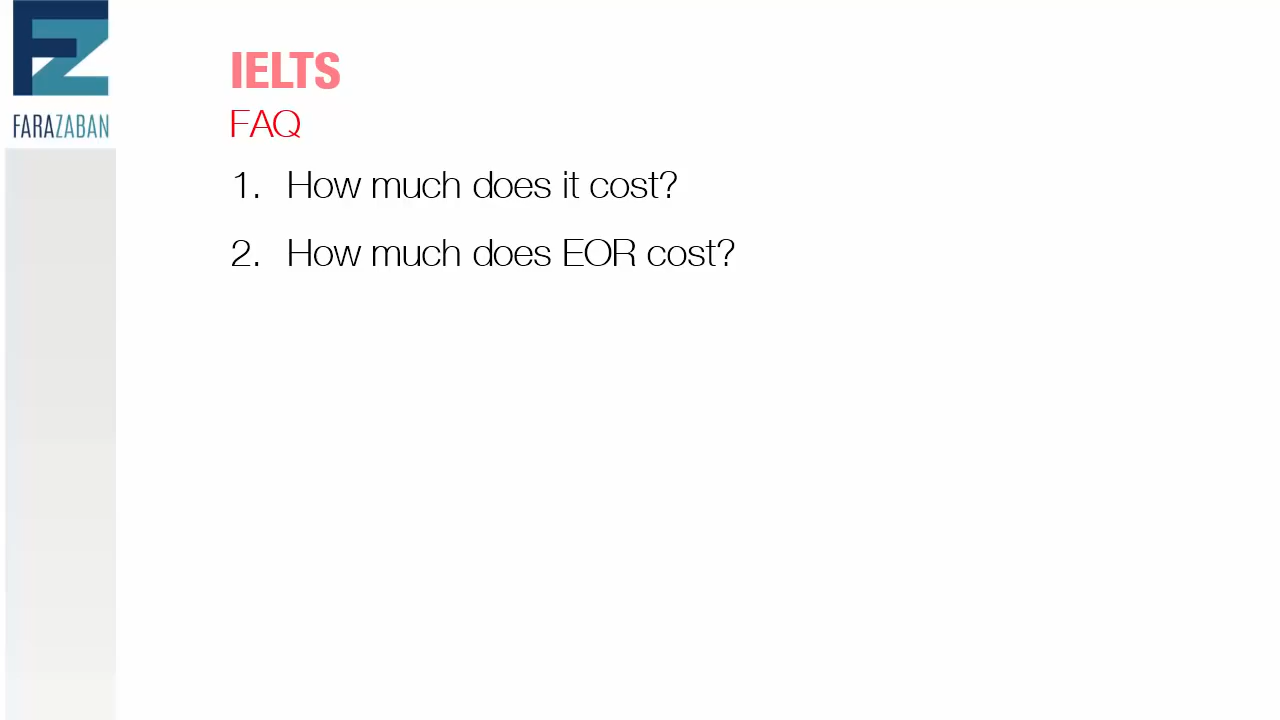 FZ
FARAZABAN
IELTS
FAQ
1. How much does it cost?
2. How much does EOR cost?